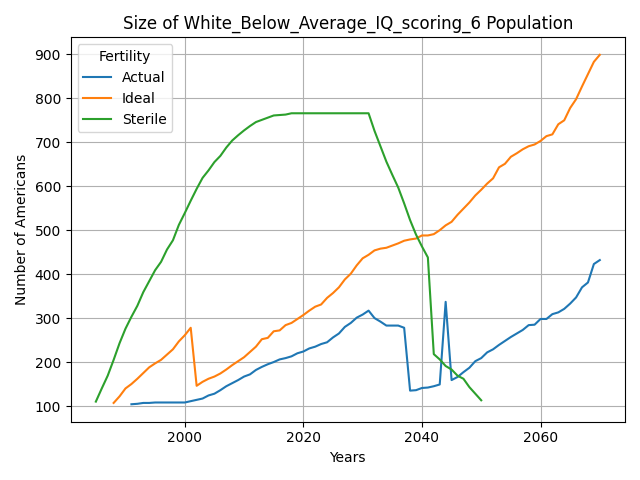 Size of White_Below_Average_IQ_scoring_6 Population
Fertility
Actual
Ideal
Sterile
Number of Americans
900
800
700
600
500
400
300
200
100
2000
2020
2040
2060
Years